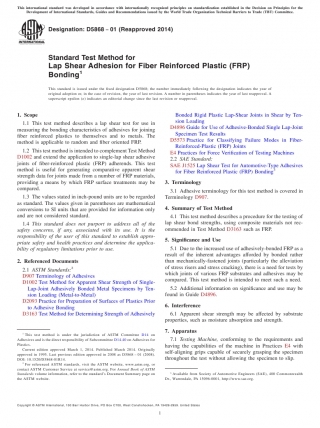 This international standard was developed in accordance with internationally recognized principles on standardization established in the Decision on Principles for the
Development of International Standards, Guides and Recommendations issued by the World Trade Organization Technical Barriers to Trade (TBT) Committee.
Designation: D5868 - 01 (Reapproved 2014)
Standard Test Method for
Lap Shear Adhesion for Fiber Reinforced Plastic (FRP)
Bonding1
This standard is issued under the fixed designation D5868; the number immediately following the designation indicates the year of
original adoption or, in the case of revision, the year of last revision. A number in parentheses indicates the year of last reapproval. A
superscript epsilon (ε) indicates an editorial change since the last revision or reapproval.
1. Scope
1.1 This test method describes a lap shear test for use in
measuring the bonding characteristics of adhesives for joining
fiber reinforced plastics to themselves and to metals. The
method is applicable to random and fiber oriented FRP.
1.2 This test method is intended to complement Test Method
D1002 and extend the application to single-lap shear adhesive
joints of fiber-reinforced plastic (FRP) adherends. This test
method is useful for generating comparative apparent shear
strength data for joints made from a number of FRP materials,
providing a means by which FRP surface treatments may be
compared.
1.3 The values stated in inch-pound units are to be regarded
as standard. The values given in parentheses are mathematical
conversions to SI units that are provided for information only
and are not considered standard.
1.4 This standard does not purport to address all of the
safety concerns, if any, associated with its use. It is the
responsibility of the user of this standard to establish appro-
priate safety and health practices and determine the applica-
bility of regulatory limitations prior to use.
2. Referenced Documents
2.1 ASTM Standards:2
D907 Terminology of Adhesives
D1002 Test Method for Apparent Shear Strength of Single-
Lap-Joint Adhesively Bonded Metal Specimens by Ten-
sion Loading (Metal-to-Metal)
D2093 Practice for Preparation of Surfaces of Plastics Prior
to Adhesive Bonding
D3163 Test Method for Determining Strength of Adhesively
Bonded Rigid Plastic Lap-Shear Joints in Shear by Ten-
sion Loading
D4896 Guide for Use of Adhesive-Bonded Single Lap-Joint
Specimen Test Results
D5573 Practice for Classifying Failure Modes in Fiber-
Reinforced-Plastic (FRP) Joints
E4 Practices for Force Verification of Testing Machines
2.2 SAE Standard:
SAE J1525 Lap Shear Test for Automotive-Type Adhesives
for Fiber Reinforced Plastic (FRP) Bonding3
3. Terminology
3.1 Adhesives terminology for this test method is covered in
Terminology D907.
4. Summary of Test Method
4.1 This test method describes a procedure for the testing of
lap shear bond strengths, using composite materials not rec-
ommended in Test Method D3163 such as FRP.
5. Significance and Use
5.1 Due to the increased use of adhesively-bonded FRP as a
result of the inherent advantages afforded by bonded rather
than mechanically-fastened joints (particularly the alleviation
of stress risers and stress cracking), there is a need for tests by
which joints of various FRP substrates and adhesives may be
compared. This test method is intended to meet such a need.
5.2 Additional information on significance and use may be
found in Guide D4896.
6. Interferences
6.1 Apparent shear strength may be affected by substrate
properties, such as moisture absorption and strength.
7. Apparatus
7.1 Testing Machine, conforming to the requirements and
having the capabilities of the machine in Practices E4 with
self-aligning grips capable of securely grasping the specimen
throughout the test without allowing the specimen to slip.
1 This test method is under the jurisdiction of ASTM Committee D14 on
Adhesives and is the direct responsibility of Subcommittee D14.40 on Adhesives for
Plastics.
Current edition approved March 1, 2014. Published March 2014. Originally
approved in 1995. Last previous edition approved in 2008 as D5868 - 01 (2008).
DOI: 10.1520/D5868-01R14.
2 For referenced ASTM standards, visit the ASTM website, www.astm.org, or
contact ASTM Customer Service at service@astm.org. For Annual Book of ASTM
Standards volume information, refer to the standard's Document Summary page on
the ASTM website.
3 Available from Society of Automotive Engineers (SAE), 400 Commonwealth
Dr., Warrendale, PA 15096-0001, http://www.sae.org.
Copyright © ASTM International, 100 Barr Harbor Drive, PO Box C700, West Conshohocken, PA 19428-2959. United States
1